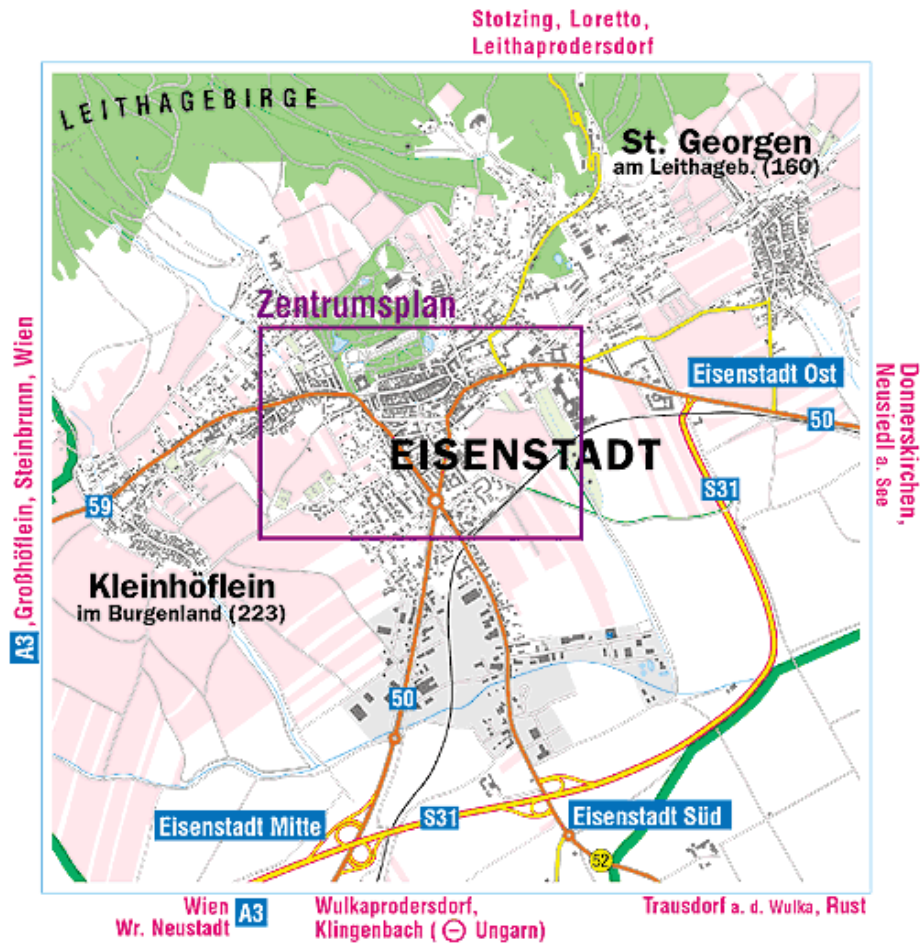 Stotzing, Loretto,
Leithaprodersdorf
LEITHAGEBIRGE
St. Georgen
am Leithageb. (160)
Zentrumsplan
Eisenstadt Ost
50
EISENSTADT
S31
59
Kleinhöflein
im Burgenland (223)
A3 ,Großhöflein, Steinbrunn, Wien
Donnerskirchen,
Neusiedl a. See
50
Eisenstadt Mitte
S31
Eisenstadt Süd
52
Wien A3
Wr. Neustadt
Wulkaprodersdorf,
Klingenbach ( Ungarn)
Trausdorf a. d. Wulka, Rust